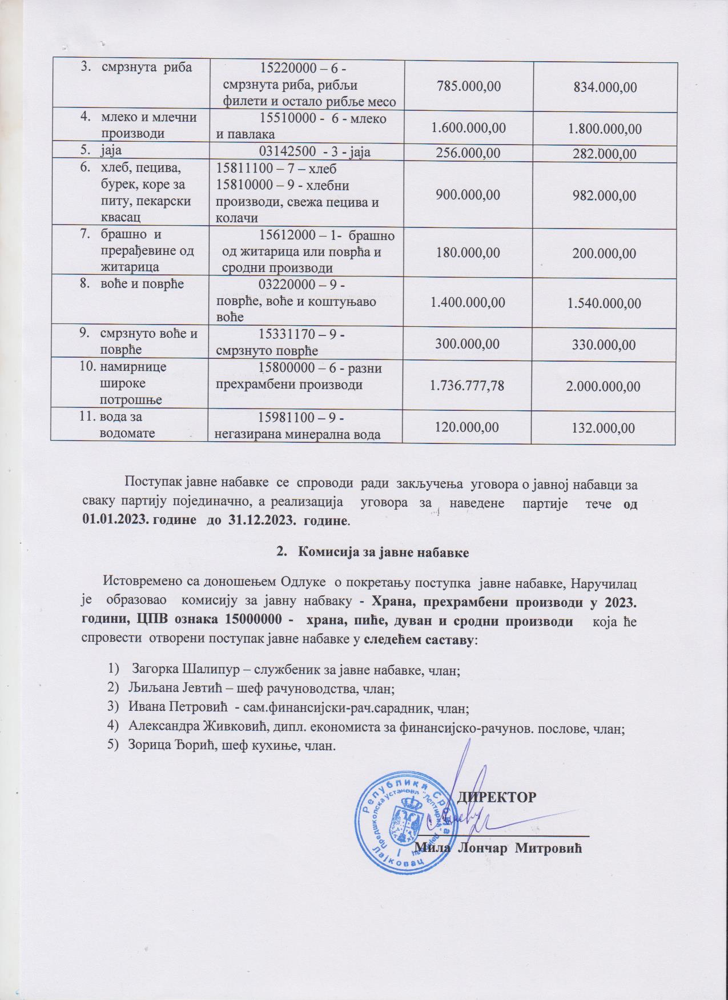 3. смрзнута риба
15220000 – 6 -
смрзнута риба, рибљи
филети и остало рибље месо
785.000,00
834.000,00
4. млеко и млечни
производи
15510000 - 6 - млеко
и павлака
1.600.000,00
1.800.000,00
5. јаја
03142500 - 3 - јаја
256.000,00
282.000,00
6. хлеб, пецива,
бурек, коре за
питу, пекарски
квасац
15811100 – 7 – хлеб
15810000 – 9 - хлебни
производи, свежа пецива и
колачи
900.000,00
982.000,00
7. брашно и
прерађевине од
житарица
15612000 – 1- брашно
од житарица или поврћа и
сродни производи
180.000,00
200.000,00
8. воће и поврће
03220000 – 9 -
поврће, воће и коштуњаво
воће
1.400.000,00
1.540.000,00
9. смрзнуто воће и
поврће
15331170 – 9 -
смрзнуто поврће
300.000,00
330.000,00
10. намирнице
широке
потрошње
15800000 – 6 - разни
прехрамбени производи
1.736.777,78
2.000.000,00
11. вода за
водомате
15981100 – 9 -
негазирана минерална вода
120.000,00
132.000,00
Поступак јавне набавке се спроводи ради закључења уговора о јавној набавци за
сваку партију појединачно, а реализација уговора за наведене партије тече од
01.01.2023. године до 31.12.2023. године.
2. Комисија за јавне набавке
Истовремено са доношењем Одлуке о покретању поступка јавне набавке, Наручилац
је образовао комисију за јавну набваку - Храна, прехрамбени производи у 2023.
години, ЦПВ ознака 15000000 - храна, пиће, дуван и сродни производи која ће
спровести отворени поступак јавне набавке у следећем саставу:
1) Загорка Шалипур – службеник за јавне набавке, члан;
2) Љиљана Јевтић – шеф рачуноводства, члан;
3) Ивана Петровић - сам.финансијски-рач.сарадник, члан;
4) Александра Живковић, дипл. економиста за финансијско-рачунов. послове, члан;
5) Зорица Ђорић, шеф кухиње, члан.
Република Србија
Предшколска установа "Лептирић" Лајковац
I
Лајковац
ДИРЕКТОР
Мила Лончар Митровић